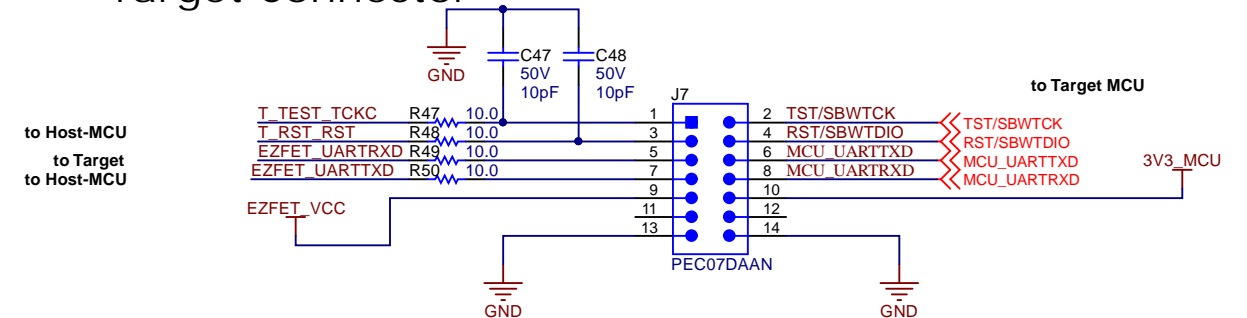 Target connector
GND
C47
50V
10pF
C48
50V
10pF
to Target MCU
J7
T_TEST_TCKC R47 10.0 1 2 TST/SBWTCK TST/SBWTCK
to Host-MCU
T_RST_RST R48 10.0 3 4 RST/SBWTDIO RST/SBWTDIO
to Target
EZFET_UARTRXD R49 10.0 5 6 MCU_UARTTXD MCU_UARTTXD
3V3_MCU
to Host-MCU
EZFET_UARTTXD R50 10.0 7 8 MCU_UARTRXD MCU_UARTRXD
9 10
EZFET_VCC
11 12
13 14
PEC07DAAN
GND
GND